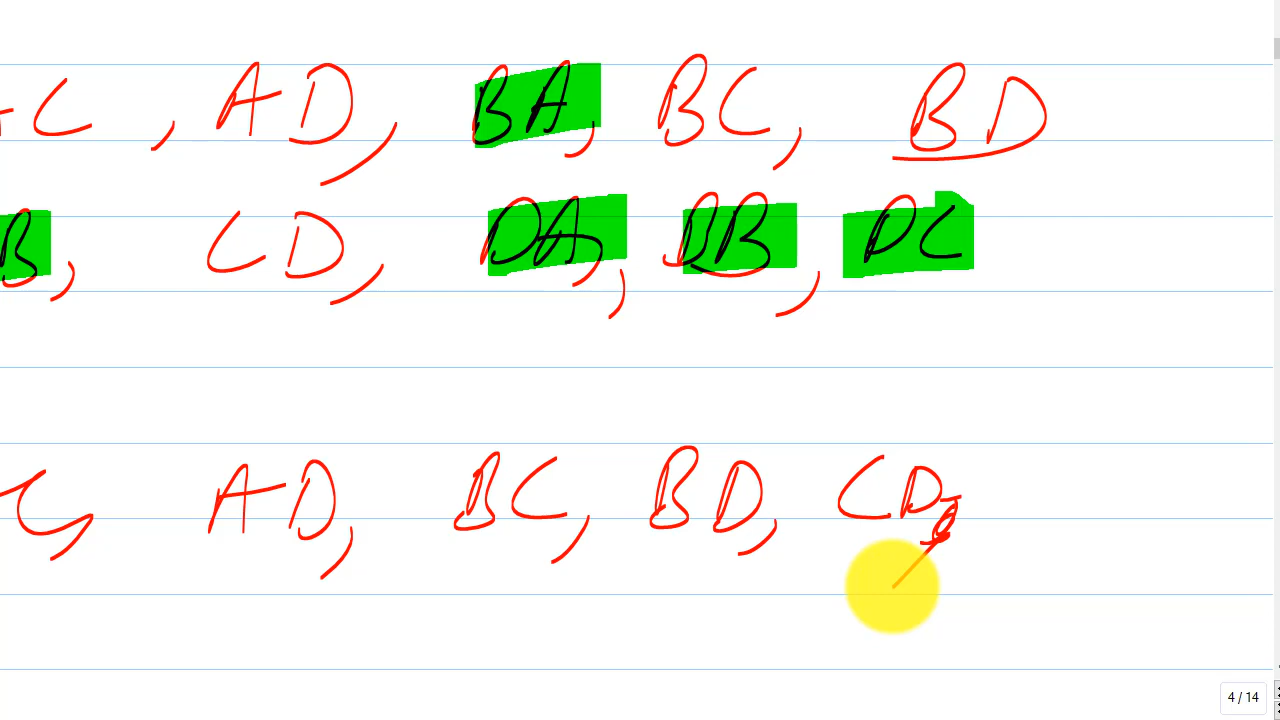 C , AD, BA, BC, BD
B, CD, DA, DB, DC
C, AD, BC, BD, CD
4 / 14